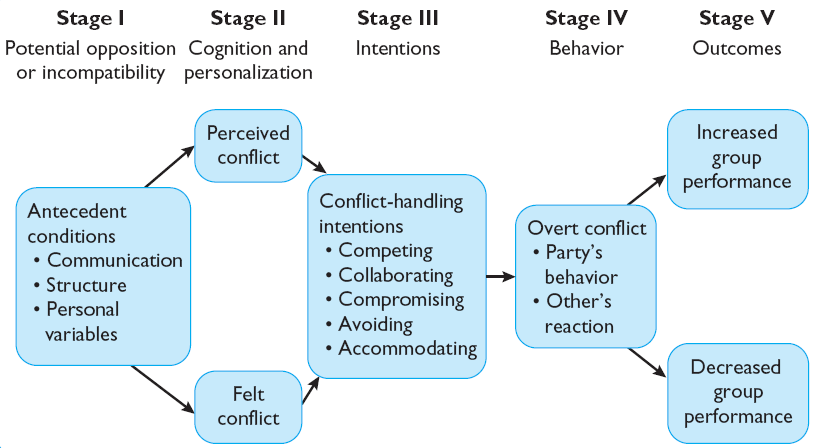 Stage I
Potential opposition
or incompatibility
Stage II
Cognition and
personalization
Stage III
Intentions
Stage IV
Behavior
Stage V
Outcomes
Antecedent
conditions
• Communication
• Structure
• Personal
variables
Perceived
conflict
Felt
conflict
Conflict-handling
intentions
• Competing
• Collaborating
• Compromising
• Avoiding
• Accommodating
Overt conflict
• Party's
behavior
• Other's
reaction
Increased
group
performance
Decreased
group
performance